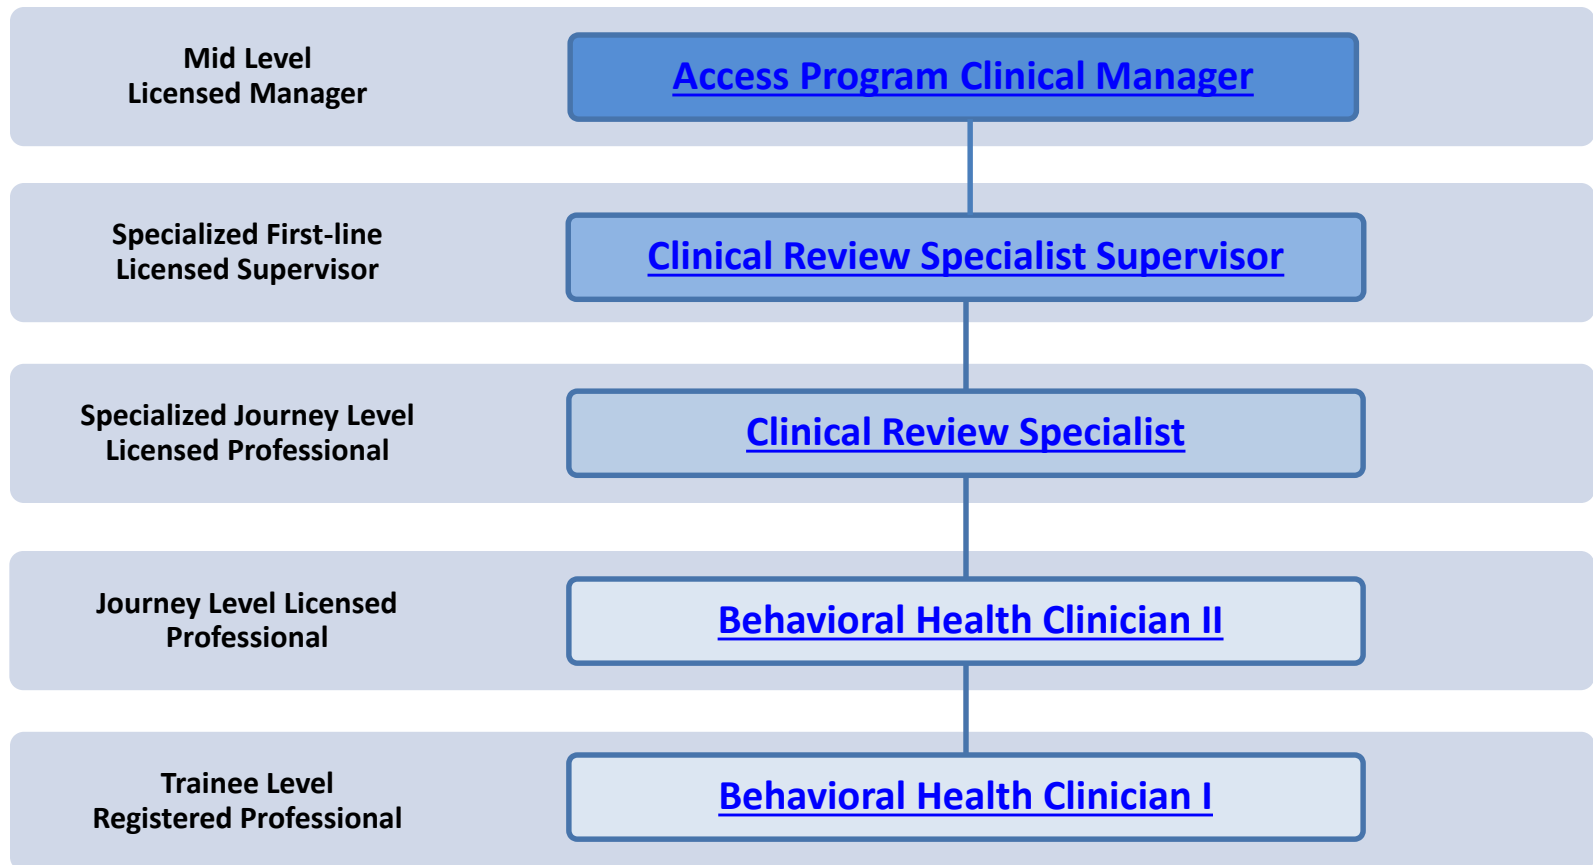 Mid Level
Licensed Manager
Access Program Clinical Manager
Specialized First-line
Licensed Supervisor
Clinical Review Specialist Supervisor
Specialized Journey Level
Licensed Professional
Clinical Review Specialist
Journey Level Licensed
Professional
Behavioral Health Clinician II
Trainee Level
Registered Professional
Behavioral Health Clinician I